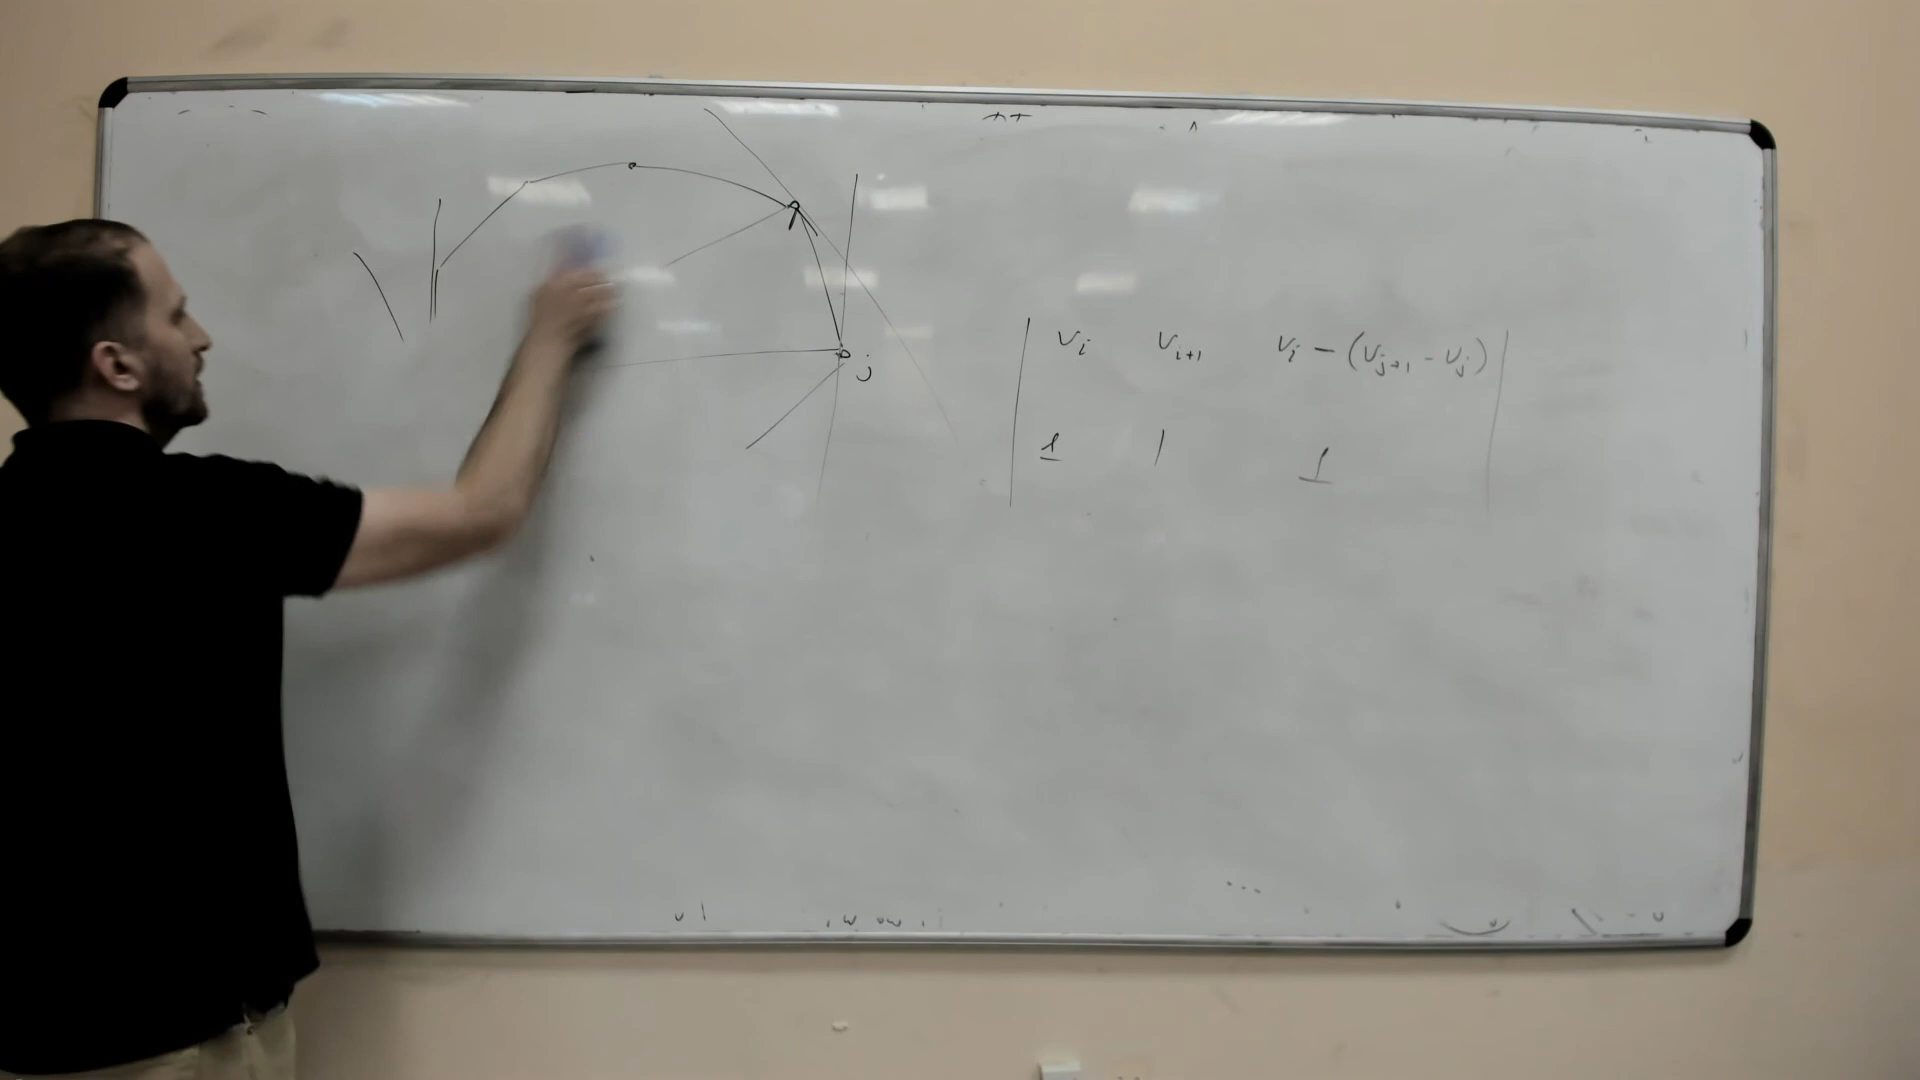 j
| v_i v_{i+1} v_i - (v_{j+1} - v_j) |
| 1 1 1 |